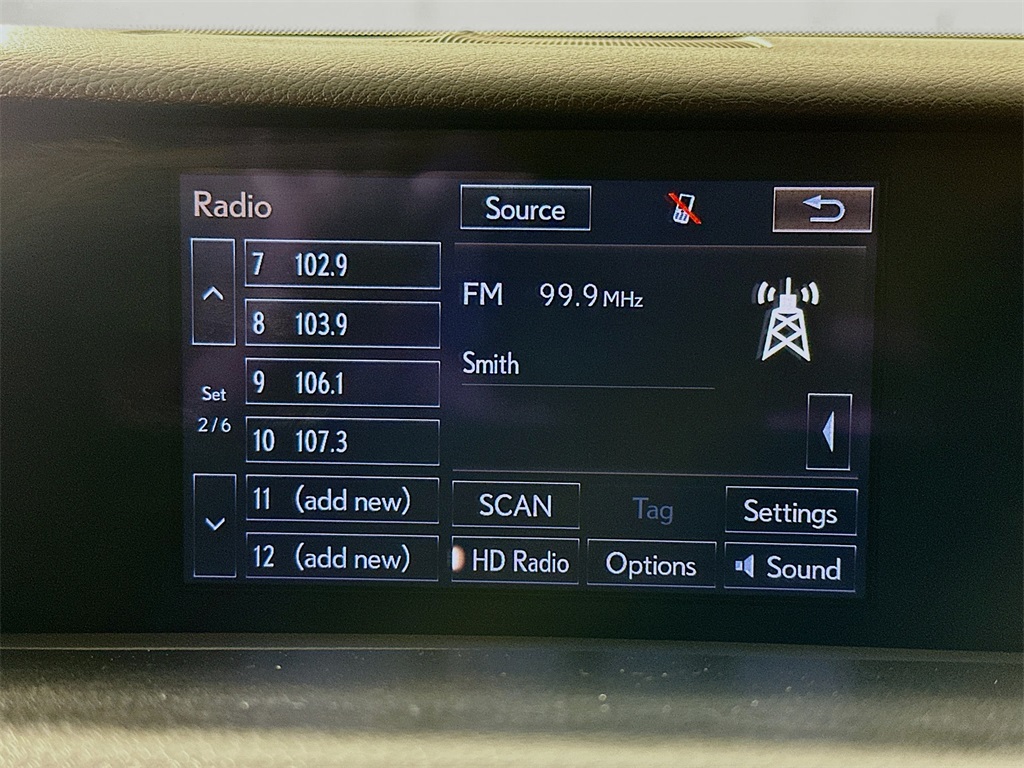 Radio
Source
7 102.9
8 103.9
9 106.1
10 107.3
11 (add new)
12 (add new)
Set
2/6
FM 99.9 MHz
Smith
SCAN
Tag
Settings
HD Radio
Options
Sound